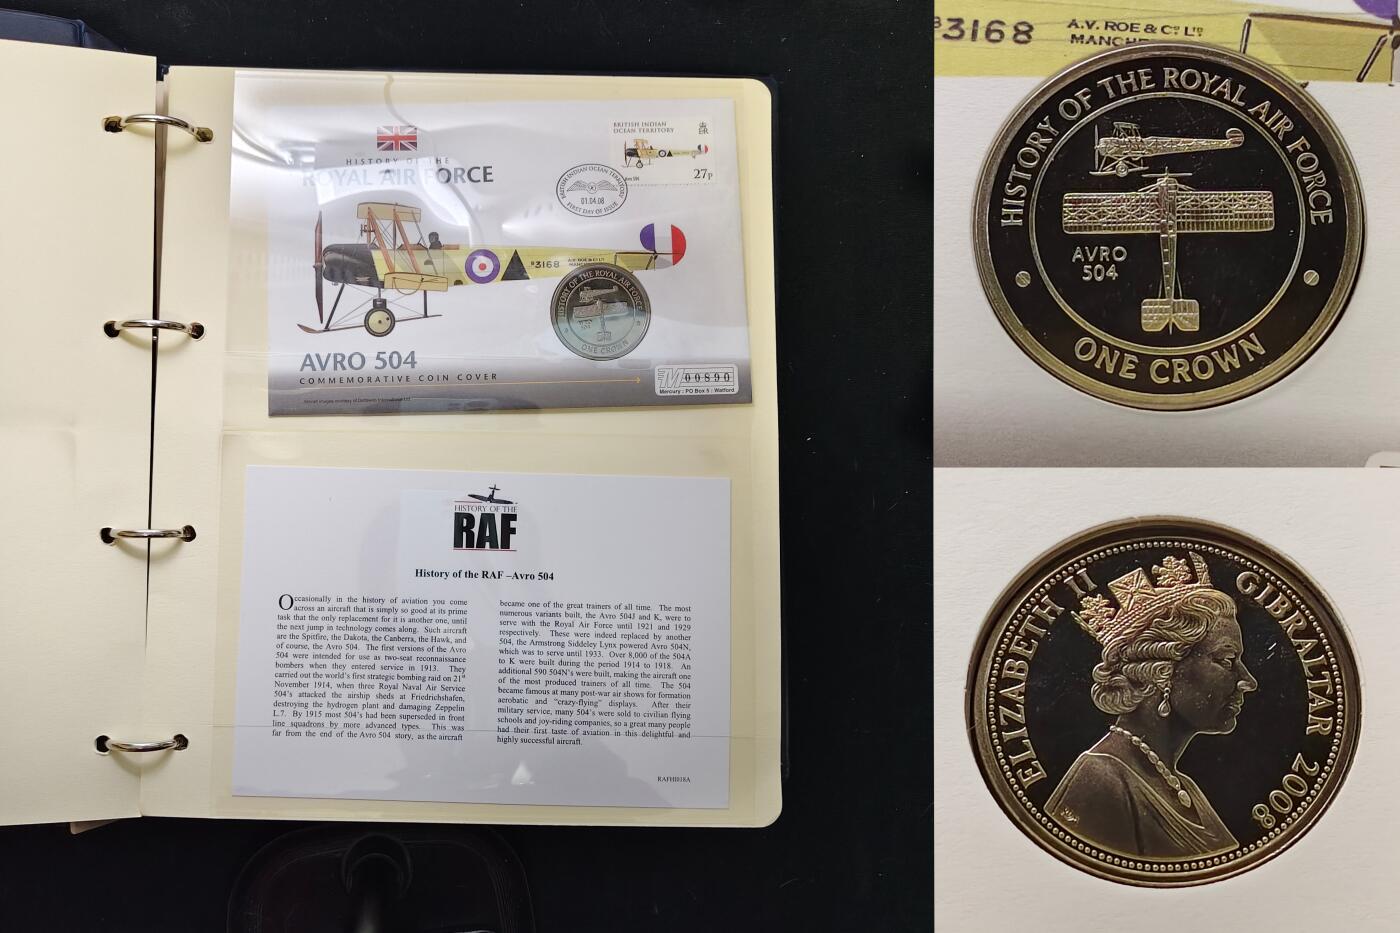 HISTORY OF THE
ROYAL AIR FORCE
BRITISH INDIAN
OCEAN TERRITORY
Avro 504
27P
BRITISH INDIAN OCEAN TERRITORY
01.04.08
FIRST DAY OF ISSUE
B3168
A.V. ROE & Co LTD
HISTORY OF THE ROYAL AIR FORCE
AVRO
504
ONE CROWN
AVRO 504
COMMEMORATIVE COIN COVER
M 00890
Mercury : PO Box 5 : Watford
HISTORY OF THE
RAF
History of the RAF –Avro 504
Occasionally in the history of aviation you come
across an aircraft that is simply so good at its prime
task that the only replacement for it is another one, until
the next jump in technology comes along. Such aircraft
are the Spitfire, the Dakota, the Canberra, the Hawk, and
of course, the Avro 504. The first versions of the Avro
504 were intended for use as two-seat reconnaissance
bombers when they entered service in 1913. They
carried out the world's first strategic bombing raid on 21st
November 1914, when three Royal Naval Air Service
504's attacked the airship sheds at Friedrichshafen,
destroying the hydrogen plant and damaging Zeppelin
L.7. By 1915 most 504's had been superseded in front
line squadrons by more advanced types. This was
far from the end of the Avro 504 story, as the aircraft
became one of the great trainers of all time. The most
numerous variants built, the Avro 504J and K, were to
serve with the Royal Air Force until 1921 and 1929
respectively. These were indeed replaced by another
504, the Armstrong Siddeley Lynx powered Avro 504N,
which was to serve until 1933. Over 8,000 of the 504A
to K were built during the period 1914 to 1918. An
additional 590 504N's were built, making the aircraft one
of the most produced trainers of all time. The 504
became famous at many post-war air shows for formation
aerobatic and "crazy-flying" displays. After their
military service, many 504's were sold to civilian flying
schools and joy-riding companies, so a great many people
had their first taste of aviation in this delightful and
highly successful aircraft.
RAFHI018A
B3168
A.V. ROE & Co LTD
HISTORY OF THE ROYAL AIR FORCE
AVRO
504
ONE CROWN
ELIZABETH II
GIBRALTAR 2008